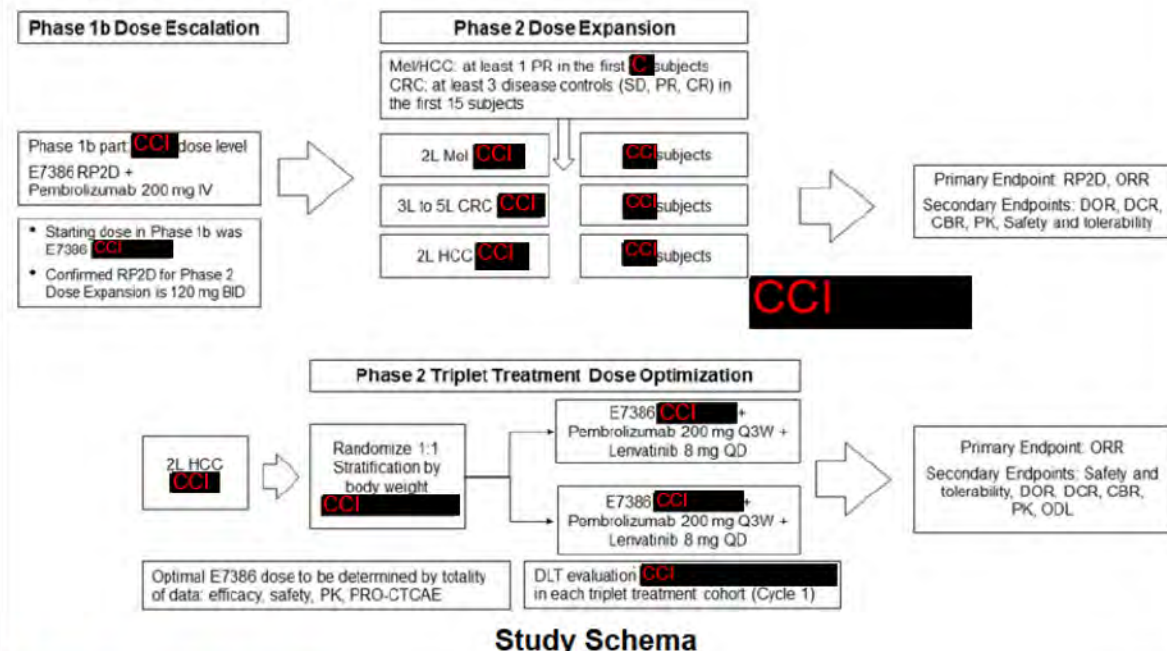 Phase 1b Dose Escalation
Phase 1b part CCI dose level
E7386 RP2D +
Pembrolizumab 200 mg IV
• Starting dose in Phase 1b was
E7386 CCI
• Confirmed RP2D for Phase 2
Dose Expansion is 120 mg BID
Phase 2 Dose Expansion
Mel/HCC: at least 1 PR in the first C subjects
CRC: at least 3 disease controls (SD, PR, CR) in
the first 15 subjects
2L Mel CCI
CCI subjects
3L to 5L CRC CCI
CCI subjects
2L HCC CCI
CCI subjects
Primary Endpoint: RP2D, ORR
Secondary Endpoints: DOR, DCR,
CBR, PK, Safety and tolerability
CCI
Phase 2 Triplet Treatment Dose Optimization
2L HCC
CCI
Randomize 1:1
Stratification by
body weight
CCI
E7386 CCI +
Pembrolizumab 200 mg Q3W +
Lenvatinib 8 mg QD
E7386 CCI +
Pembrolizumab 200 mg Q3W +
Lenvatinib 8 mg QD
Primary Endpoint: ORR
Secondary Endpoints: Safety and
tolerability, DOR, DCR, CBR,
PK, ODL
Optimal E7386 dose to be determined by totality
of data: efficacy, safety, PK, PRO-CTCAE
DLT evaluation CCI
in each triplet treatment cohort (Cycle 1)
Study Schema